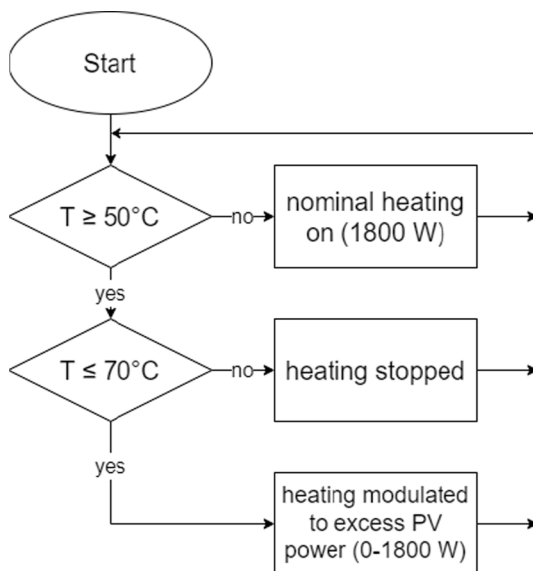 Start
T ≥ 50°C
no
nominal heating
on (1800 W)
yes
T ≤ 70°C
no
heating stopped
yes
heating modulated
to excess PV
power (0-1800 W)